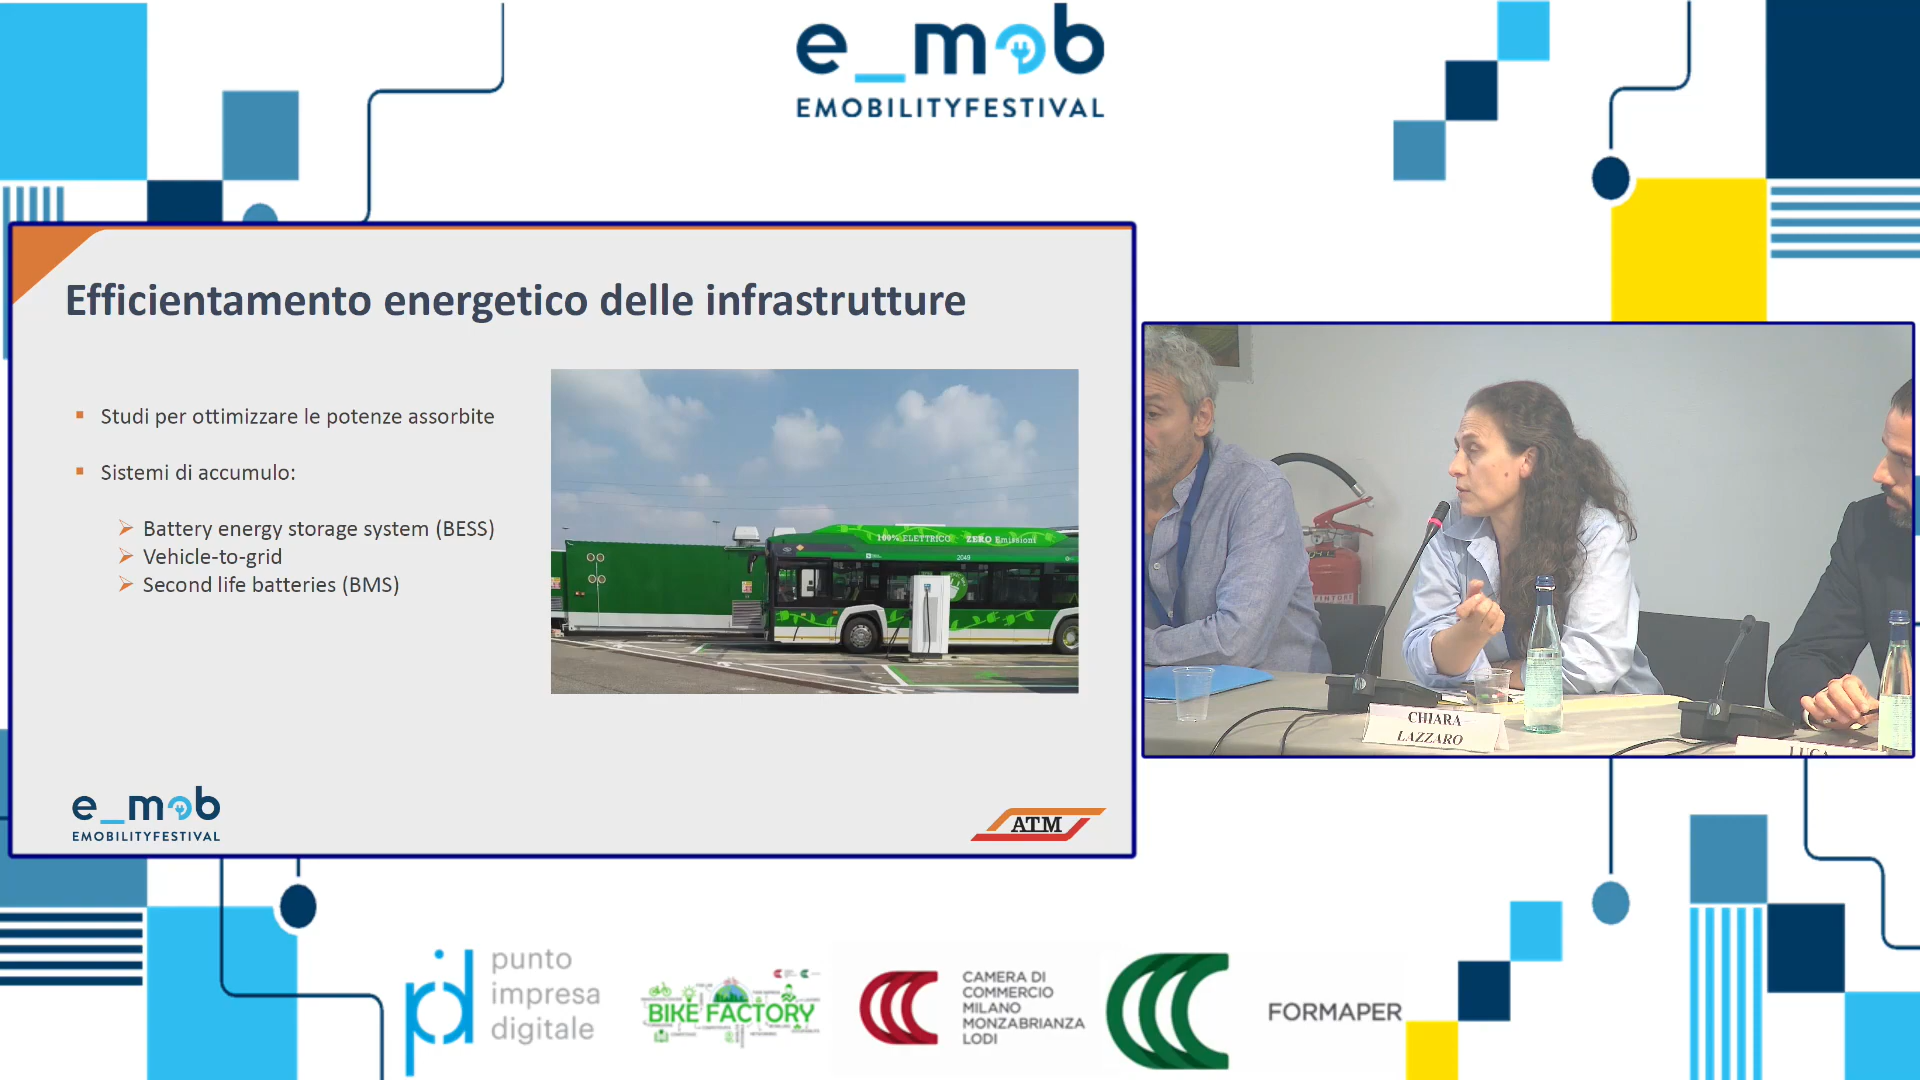 e_mob
EMOBILITYFESTIVAL
Efficientamento energetico delle infrastrutture
Studi per ottimizzare le potenze assorbite
Sistemi di accumulo:
Battery energy storage system (BESS)
Vehicle-to-grid
Second life batteries (BMS)
100% ELETTRICO ZERO Emissioni
2049
e_mob
EMOBILITYFESTIVAL
ATM
CHIARA
LAZZARO
LUCA
punto
impresa
digitale
BIKE FACTORY
CAMERA DI
COMMERCIO
MILANO
MONZABRIANZA
LODI
FORMAPER